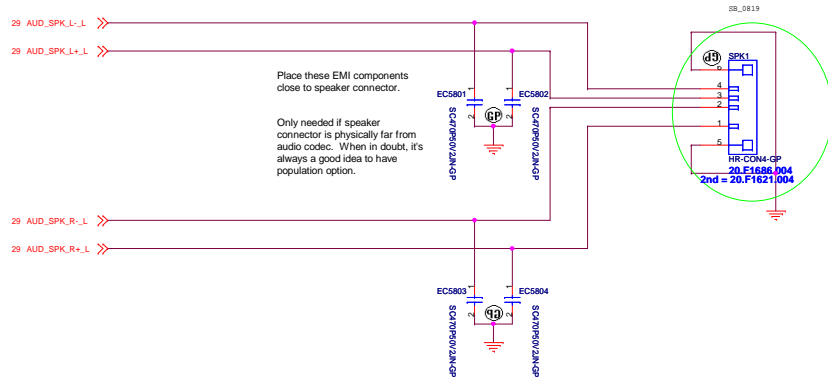 SB_0819
29 AUD_SPK_L-_L
29 AUD_SPK_L+_L
Place these EMI components
close to speaker connector.
Only needed if speaker
connector is physically far from
audio codec. When in doubt, it's
always a good idea to have
population option.
EC5801
1
2
SC470P50V2JN-GP
GP
EC5802
1
2
SC470P50V2JN-GP
GP
SPK1
6
4
3
2
1
5
HR-CON4-GP
20.F1686.004
2nd = 20.F1621.004
29 AUD_SPK_R-_L
29 AUD_SPK_R+_L
EC5803
1
2
SC470P50V2JN-GP
GP
EC5804
1
2
SC470P50V2JN-GP